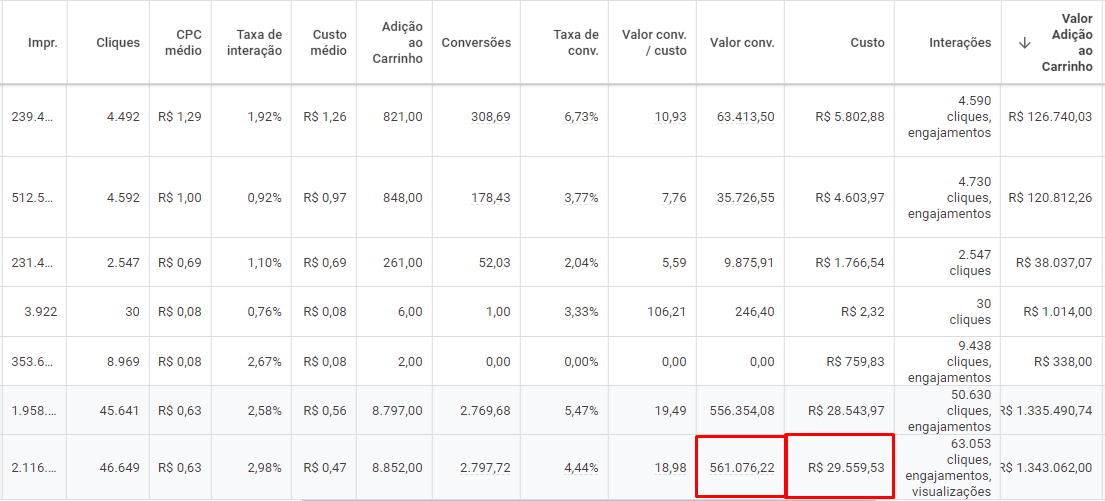 Impr.
Cliques
CPC
médio
Taxa de
interação
Custo
médio
Adição
ao
Carrinho
Conversões
Taxa de
conv.
Valor conv.
/ custo
Valor conv.
Custo
Interações
Valor
Adição
ao
Carrinho
239.4...
4.492
R$ 1,29
1,92%
R$ 1,26
821,00
308,69
6,73%
10,93
63.413,50
R$ 5.802,88
4.590
cliques,
engajamentos
R$ 126.740,03
512.5...
4.592
R$ 1,00
0,92%
R$ 0,97
848,00
178,43
3,77%
7,76
35.726,55
R$ 4.603,97
4.730
cliques,
engajamentos
R$ 120.812,26
231.4...
2.547
R$ 0,69
1,10%
R$ 0,69
261,00
52,03
2,04%
5,59
9.875,91
R$ 1.766,54
2.547
cliques
R$ 38.037,07
3.922
30
R$ 0,08
0,76%
R$ 0,08
6,00
1,00
3,33%
106,21
246,40
R$ 2,32
30
cliques
R$ 1.014,00
353.6...
8.969
R$ 0,08
2,67%
R$ 0,08
2,00
0,00
0,00%
0,00
0,00
R$ 759,83
9.438
cliques,
engajamentos
R$ 338,00
1.958....
45.641
R$ 0,63
2,58%
R$ 0,56
8.797,00
2.769,68
5,47%
19,49
556.354,08
R$ 28.543,97
50.630
cliques,
engajamentos
R$ 1.335.490,74
2.116....
46.649
R$ 0,63
2,98%
R$ 0,47
8.852,00
2.797,72
4,44%
18,98
561.076,22
R$ 29.559,53
63.053
cliques,
engajamentos,
visualizações
R$ 1.343.062,00